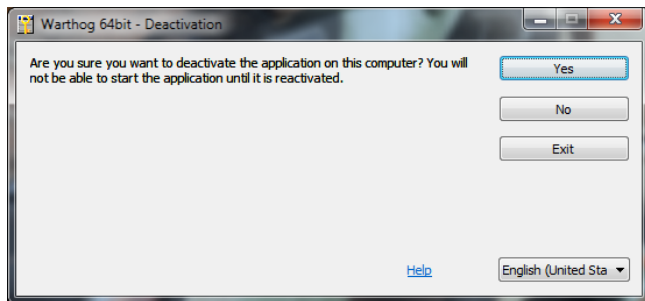 Warthog 64bit - Deactivation
Are you sure you want to deactivate the application on this computer? You will
not be able to start the application until it is reactivated.
Yes
No
Exit
Help
English (United Sta